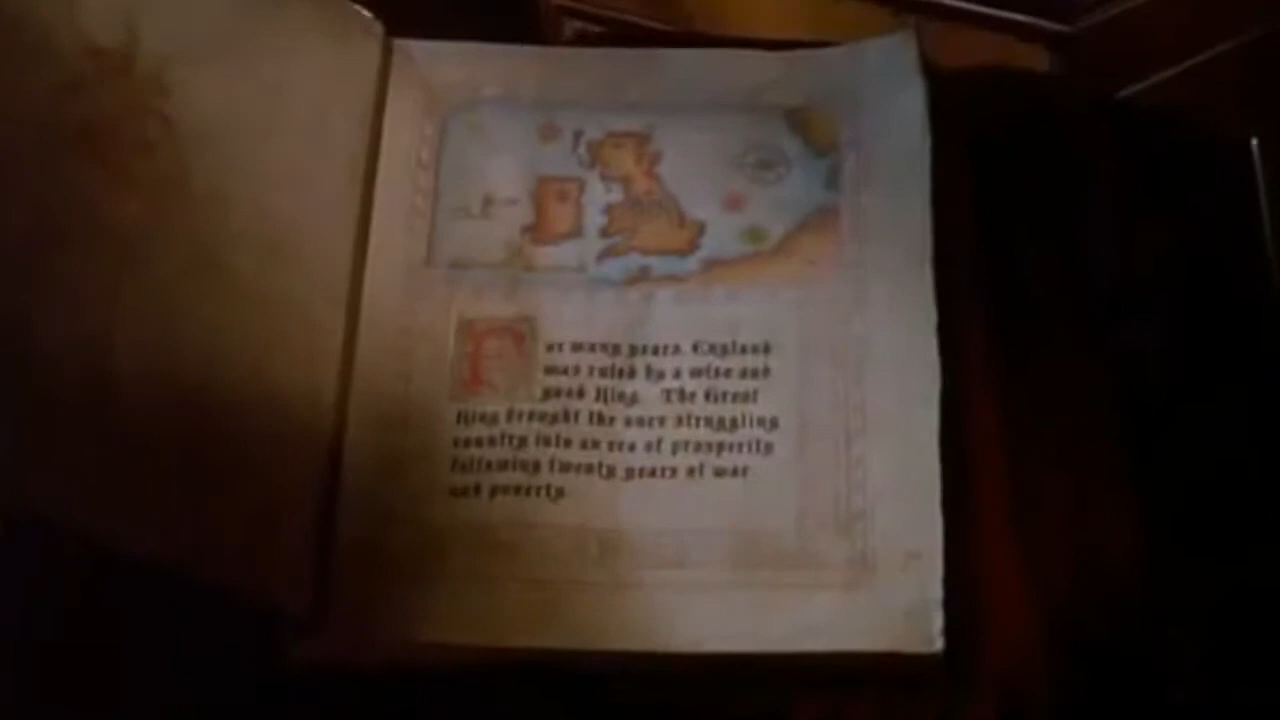 For many years, England
was ruled by a wise and
good King. The Great
King brought the once struggling
country into an era of prosperity
following twenty years of war
and poverty.